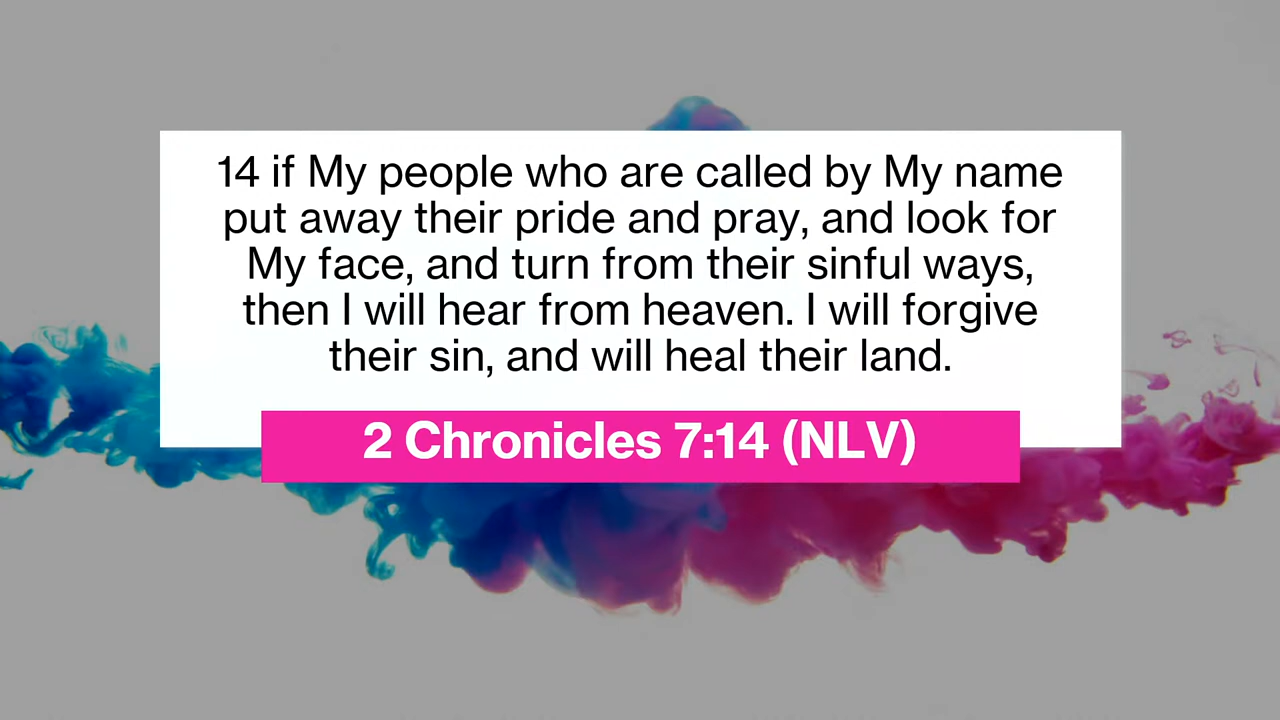 14 if My people who are called by My name
put away their pride and pray, and look for
My face, and turn from their sinful ways,
then I will hear from heaven. I will forgive
their sin, and will heal their land.
2 Chronicles 7:14 (NLV)